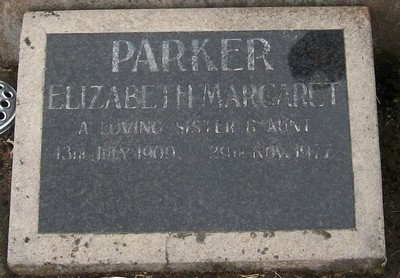 PARKER
ELIZABETH MARGARET
A LOVING SISTER & AUNT
13TH JULY 1909. 29TH NOV. 1977.